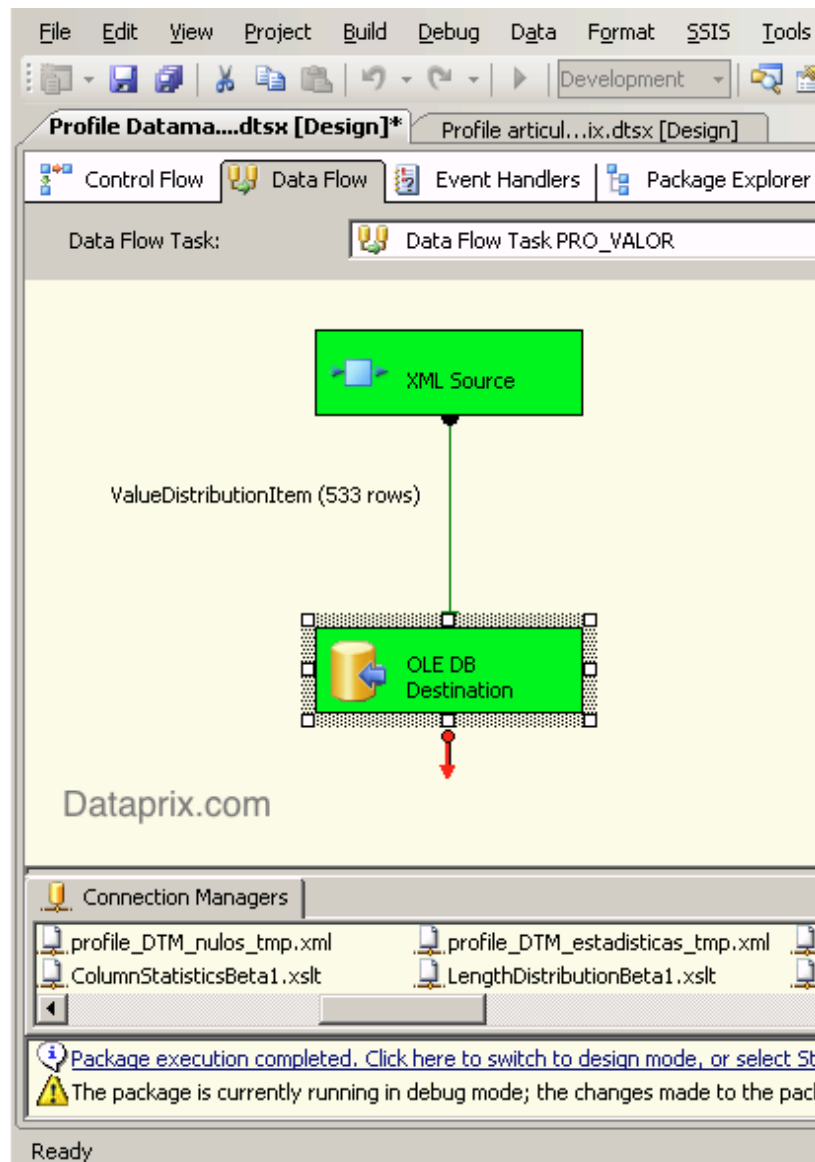 File Edit View Project Build Debug Data Format SSIS Tools
Development
Profile Datama....dtsx [Design]* Profile articul...ix.dtsx [Design]
Control Flow Data Flow Event Handlers Package Explorer
Data Flow Task: Data Flow Task PRO_VALOR
XML Source
ValueDistributionItem (533 rows)
OLE DB
Destination
Dataprix.com
Connection Managers
profile_DTM_nulos_tmp.xml profile_DTM_estadisticas_tmp.xml
ColumnStatisticsBeta1.xslt LengthDistributionBeta1.xslt
Package execution completed. Click here to switch to design mode, or select St
The package is currently running in debug mode; the changes made to the pac
Ready